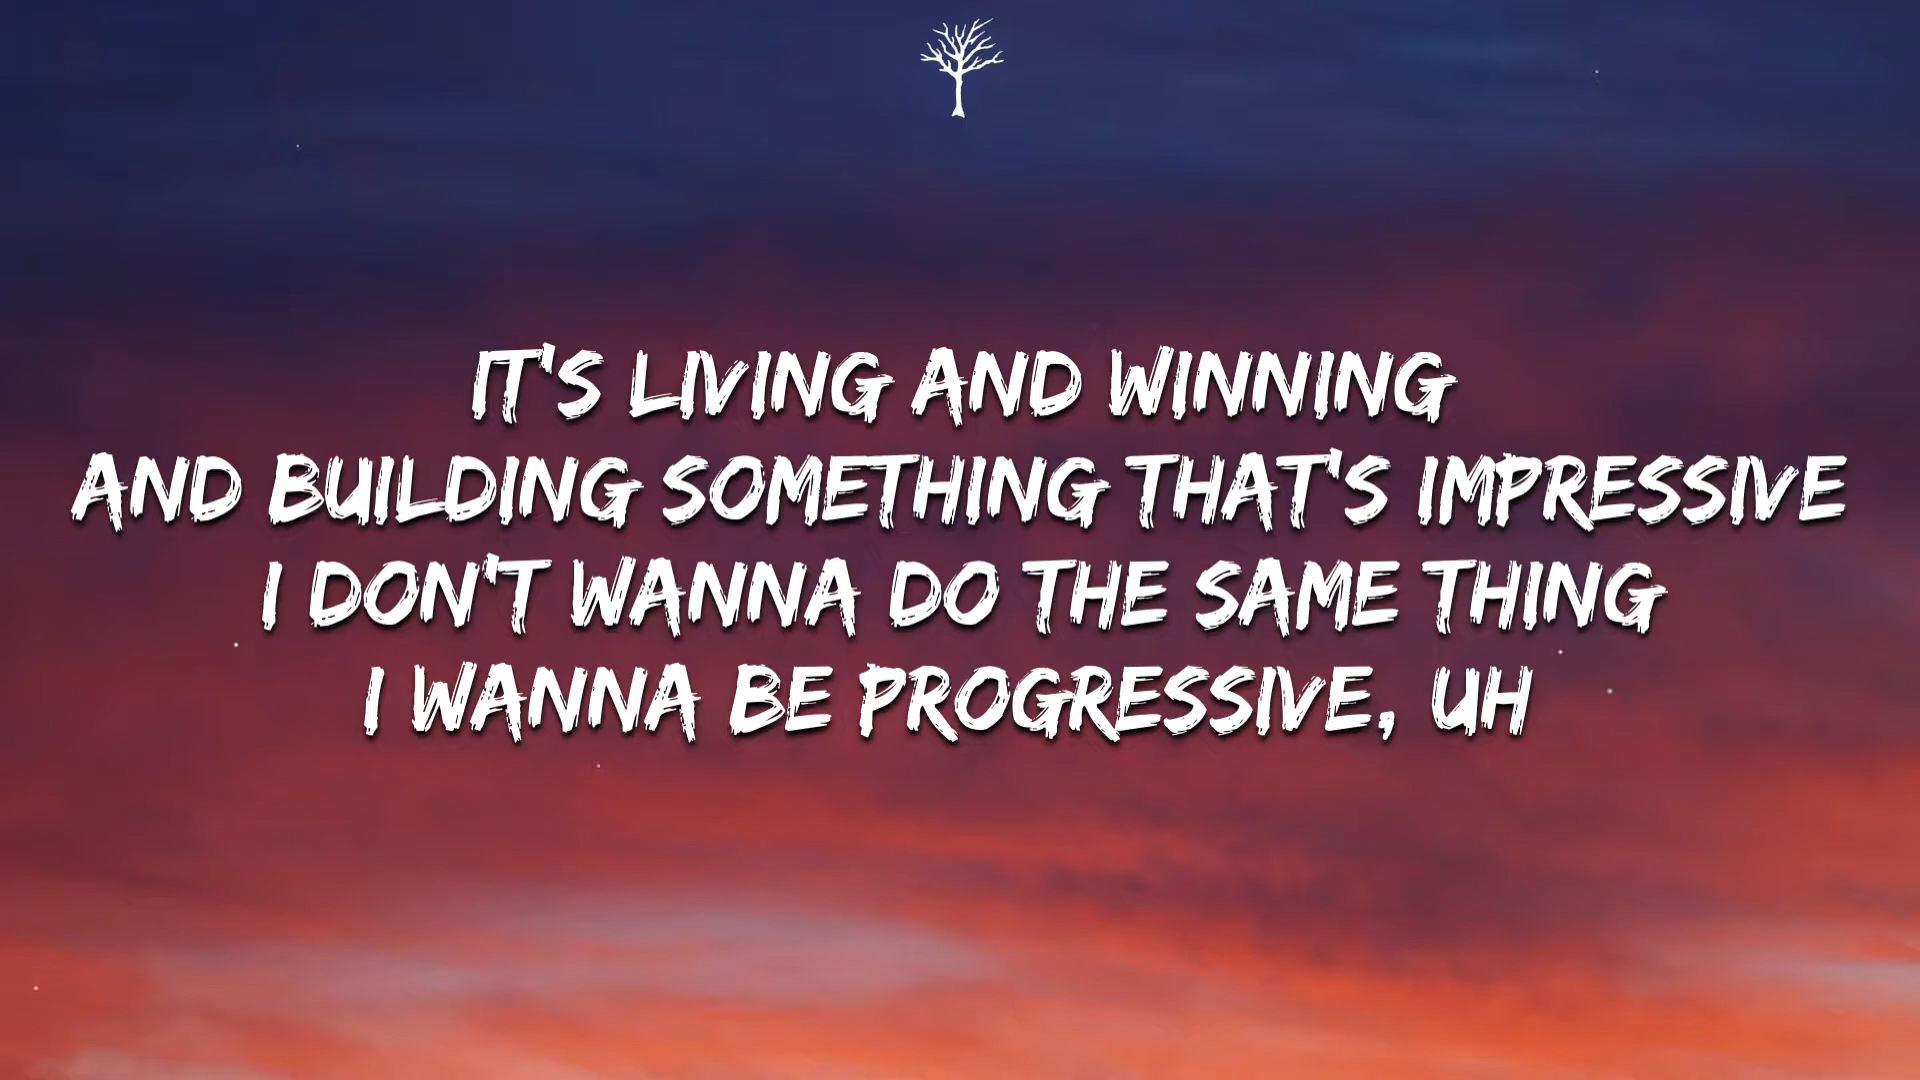 IT'S LIVING AND WINNING
AND BUILDING SOMETHING THAT'S IMPRESSIVE
I DON'T WANNA DO THE SAME THING
I WANNA BE PROGRESSIVE, UH